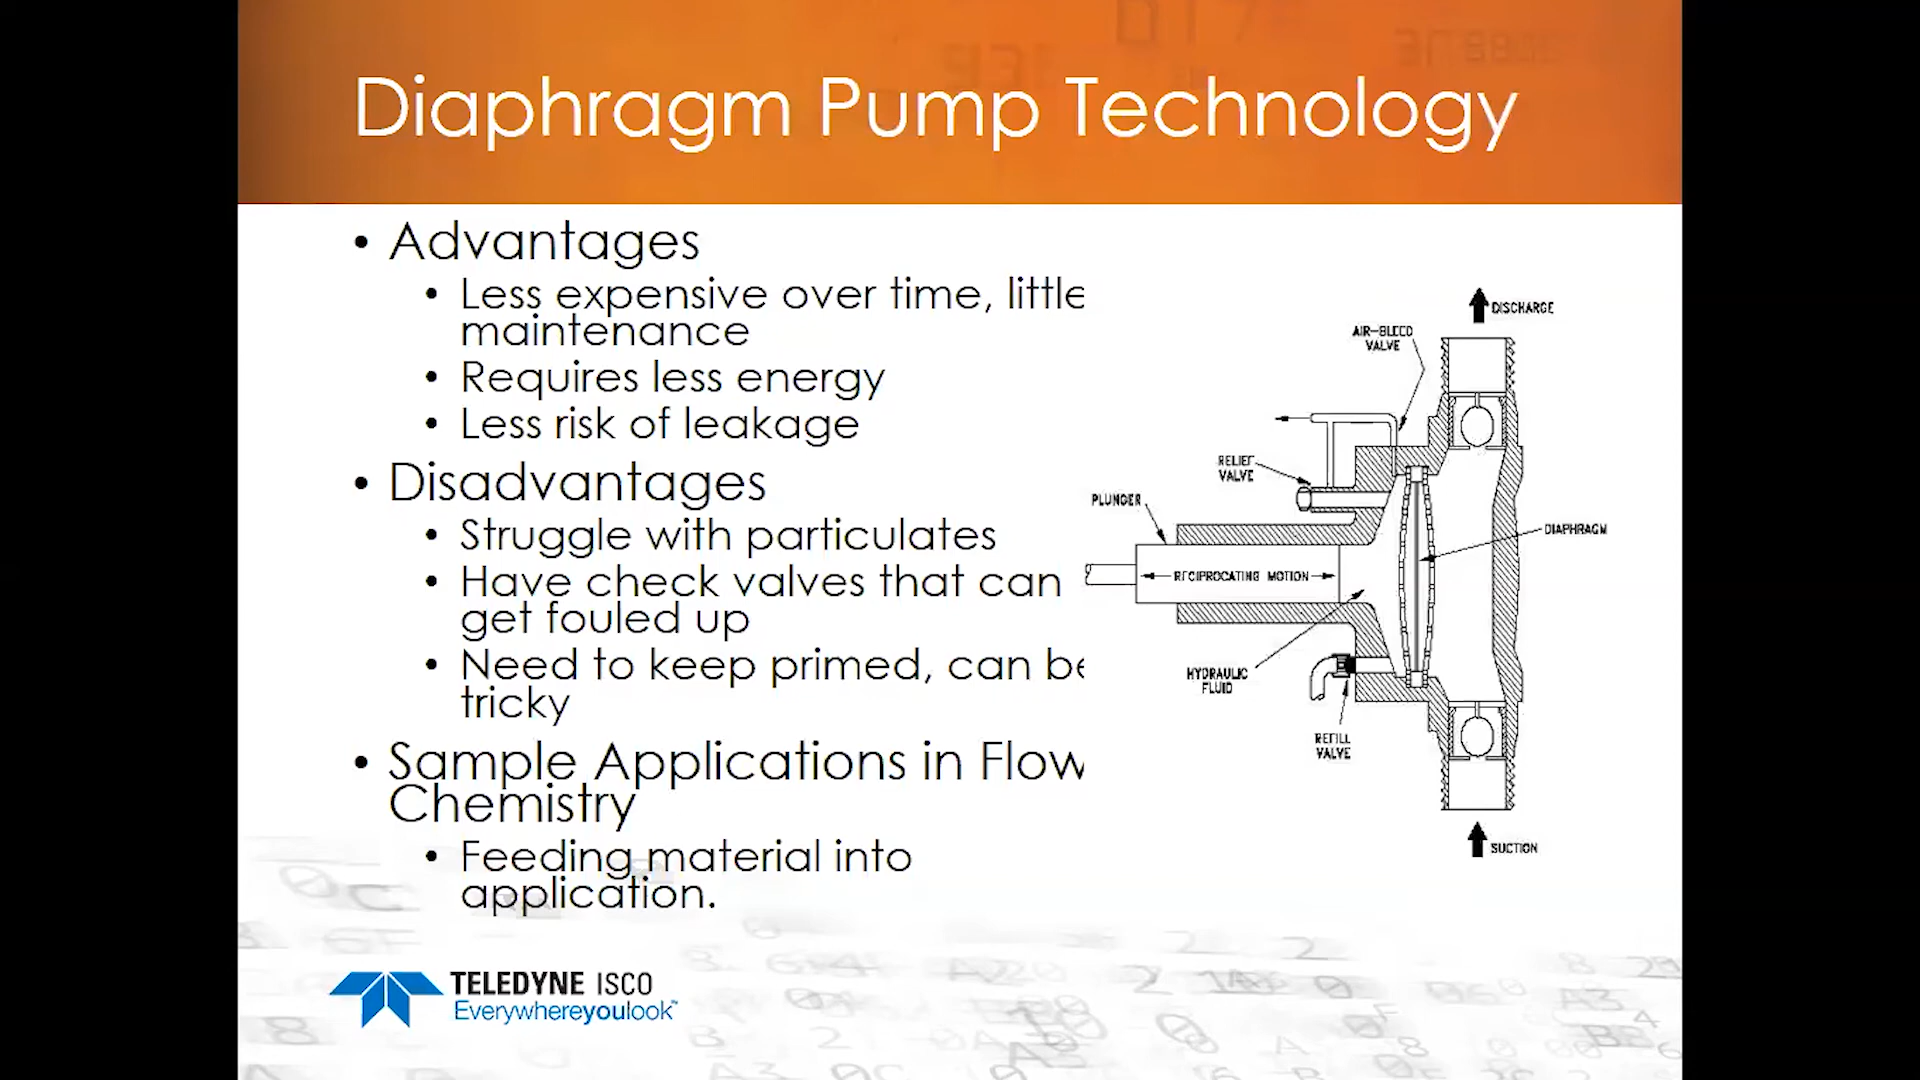 Diaphragm Pump Technology
• Advantages
• Less expensive over time, little
maintenance
• Requires less energy
• Less risk of leakage
• Disadvantages
• Struggle with particulates
• Have check valves that can
get fouled up
• Need to keep primed, can be
tricky
• Sample Applications in Flow
Chemistry
• Feeding material into
application.
DISCHARGE
AIR-BLEED
VALVE
RELIEF
VALVE
PLUNGER
DIAPHRAGM
RECIPROCATING MOTION
HYDRAULIC
FLUID
REFILL
VALVE
SUCTION
TELEDYNE ISCO
Everywhereyoulook™